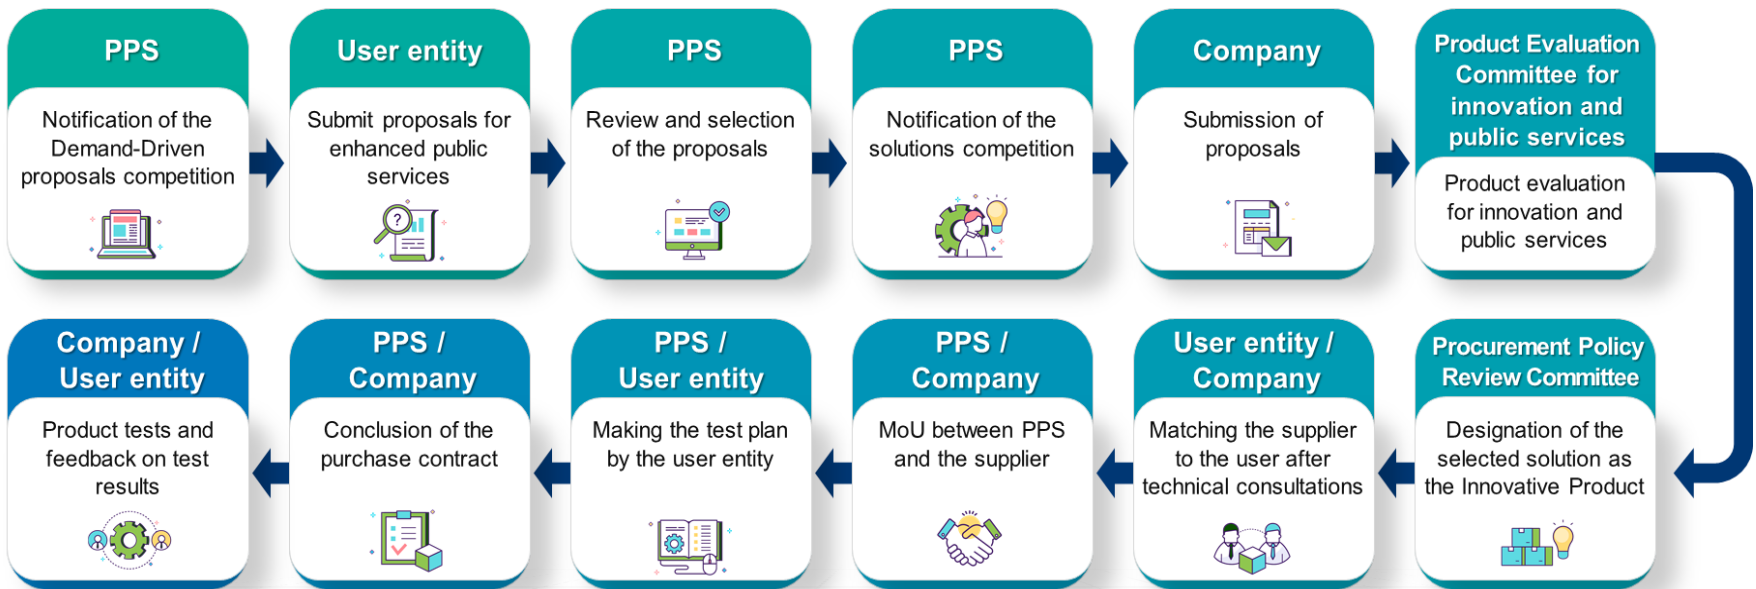 PPS
Notification of the
Demand-Driven
proposals competition
User entity
Submit proposals for
enhanced public
services
?
PPS
Review and selection
of the proposals
PPS
Notification of the
solutions competition
Company
Submission of
proposals
Product Evaluation
Committee for
innovation and
public services
Product evaluation
for innovation and
public services
Procurement Policy
Review Committee
Designation of the
selected solution as
the Innovative Product
User entity /
Company
Matching the supplier
to the user after
technical consultations
PPS /
Company
MoU between PPS
and the supplier
PPS /
User entity
Making the test plan
by the user entity
PPS /
Company
Conclusion of the
purchase contract
Company /
User entity
Product tests and
feedback on test
results